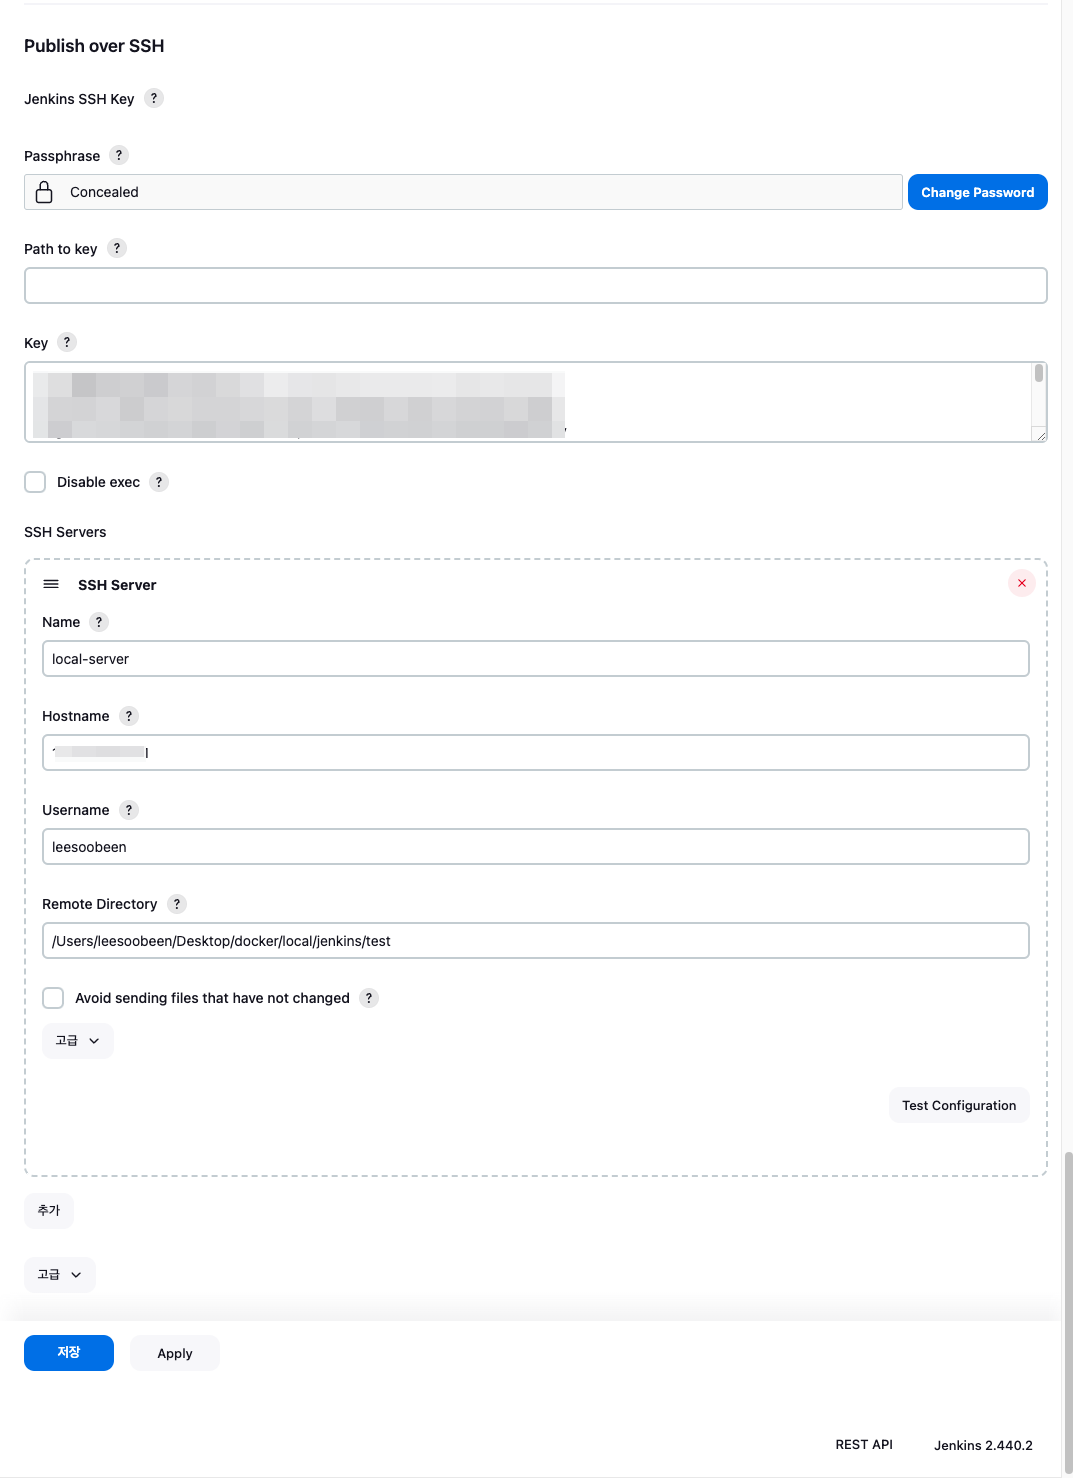 Publish over SSH
Jenkins SSH Key ?
Passphrase ?
Concealed
Change Password
Path to key ?
Key ?
Disable exec ?
SSH Servers
SSH Server
Name ?
local-server
Hostname ?
Username ?
leesoobeen
Remote Directory ?
/Users/leesoobeen/Desktop/docker/local/jenkins/test
Avoid sending files that have not changed ?
고급
Test Configuration
추가
고급
저장 Apply
REST API Jenkins 2.440.2